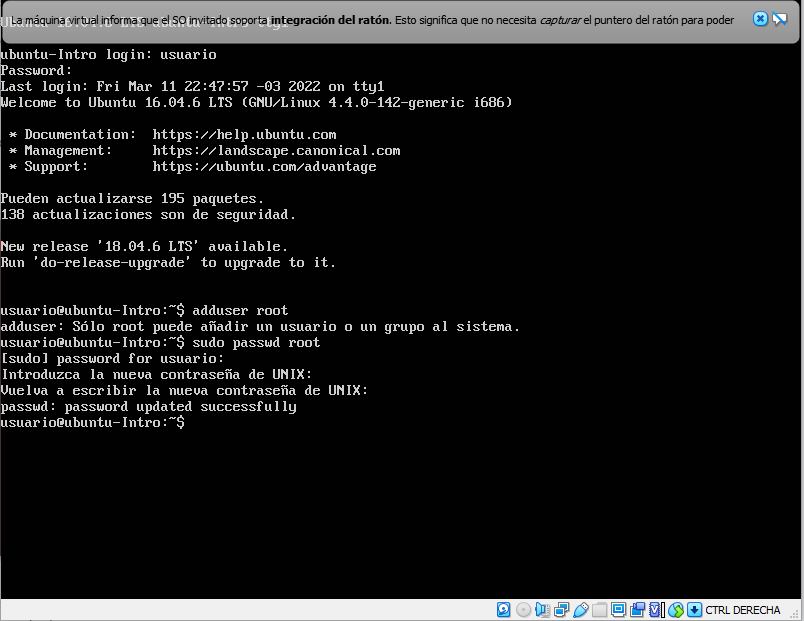 La máquina virtual informa que el SO invitado soporta integración del ratón. Esto significa que no necesita capturar el puntero del ratón para poder
ubuntu-Intro login: usuario
Password:
Last login: Fri Mar 11 22:47:57 -03 2022 on tty1
Welcome to Ubuntu 16.04.6 LTS (GNU/Linux 4.4.0-142-generic i686)
* Documentation: https://help.ubuntu.com
* Management: https://landscape.canonical.com
* Support: https://ubuntu.com/advantage
Pueden actualizarse 195 paquetes.
138 actualizaciones son de seguridad.
New release '18.04.6 LTS' available.
Run 'do-release-upgrade' to upgrade to it.
usuario@ubuntu-Intro:~$ adduser root
adduser: Sólo root puede añadir un usuario o un grupo al sistema.
usuario@ubuntu-Intro:~$ sudo passwd root
[sudo] password for usuario:
Introduzca la nueva contraseña de UNIX:
Vuelva a escribir la nueva contraseña de UNIX:
passwd: password updated successfully
usuario@ubuntu-Intro:~$
CTRL DERECHA